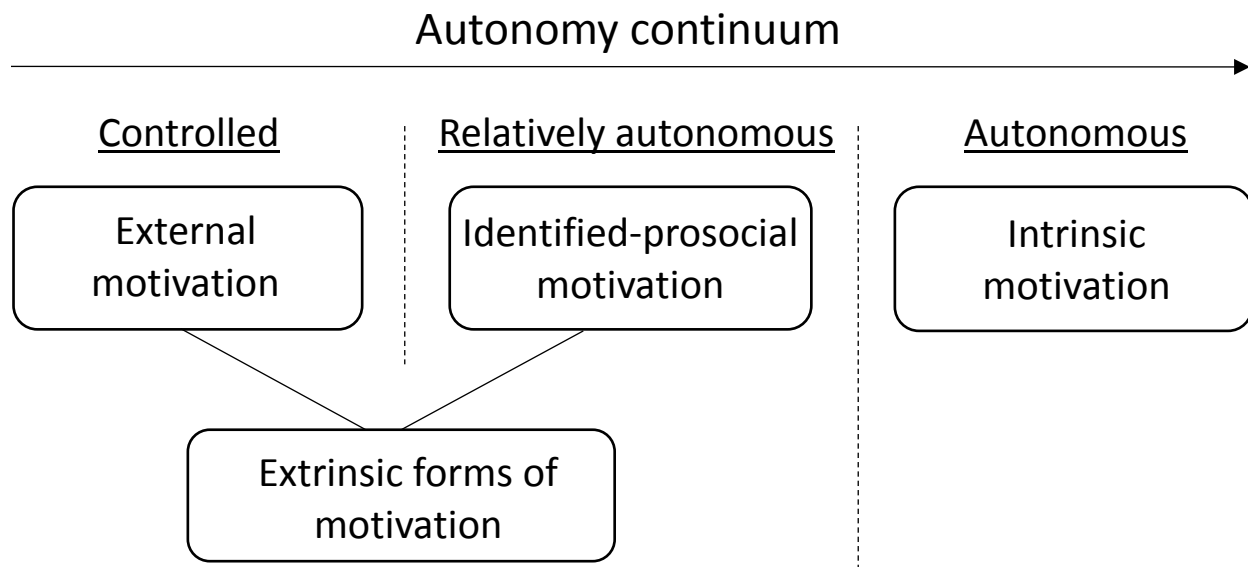 Autonomy continuum
Controlled
Relatively autonomous
Autonomous
External
motivation
Identified-prosocial
motivation
Intrinsic
motivation
Extrinsic forms of
motivation